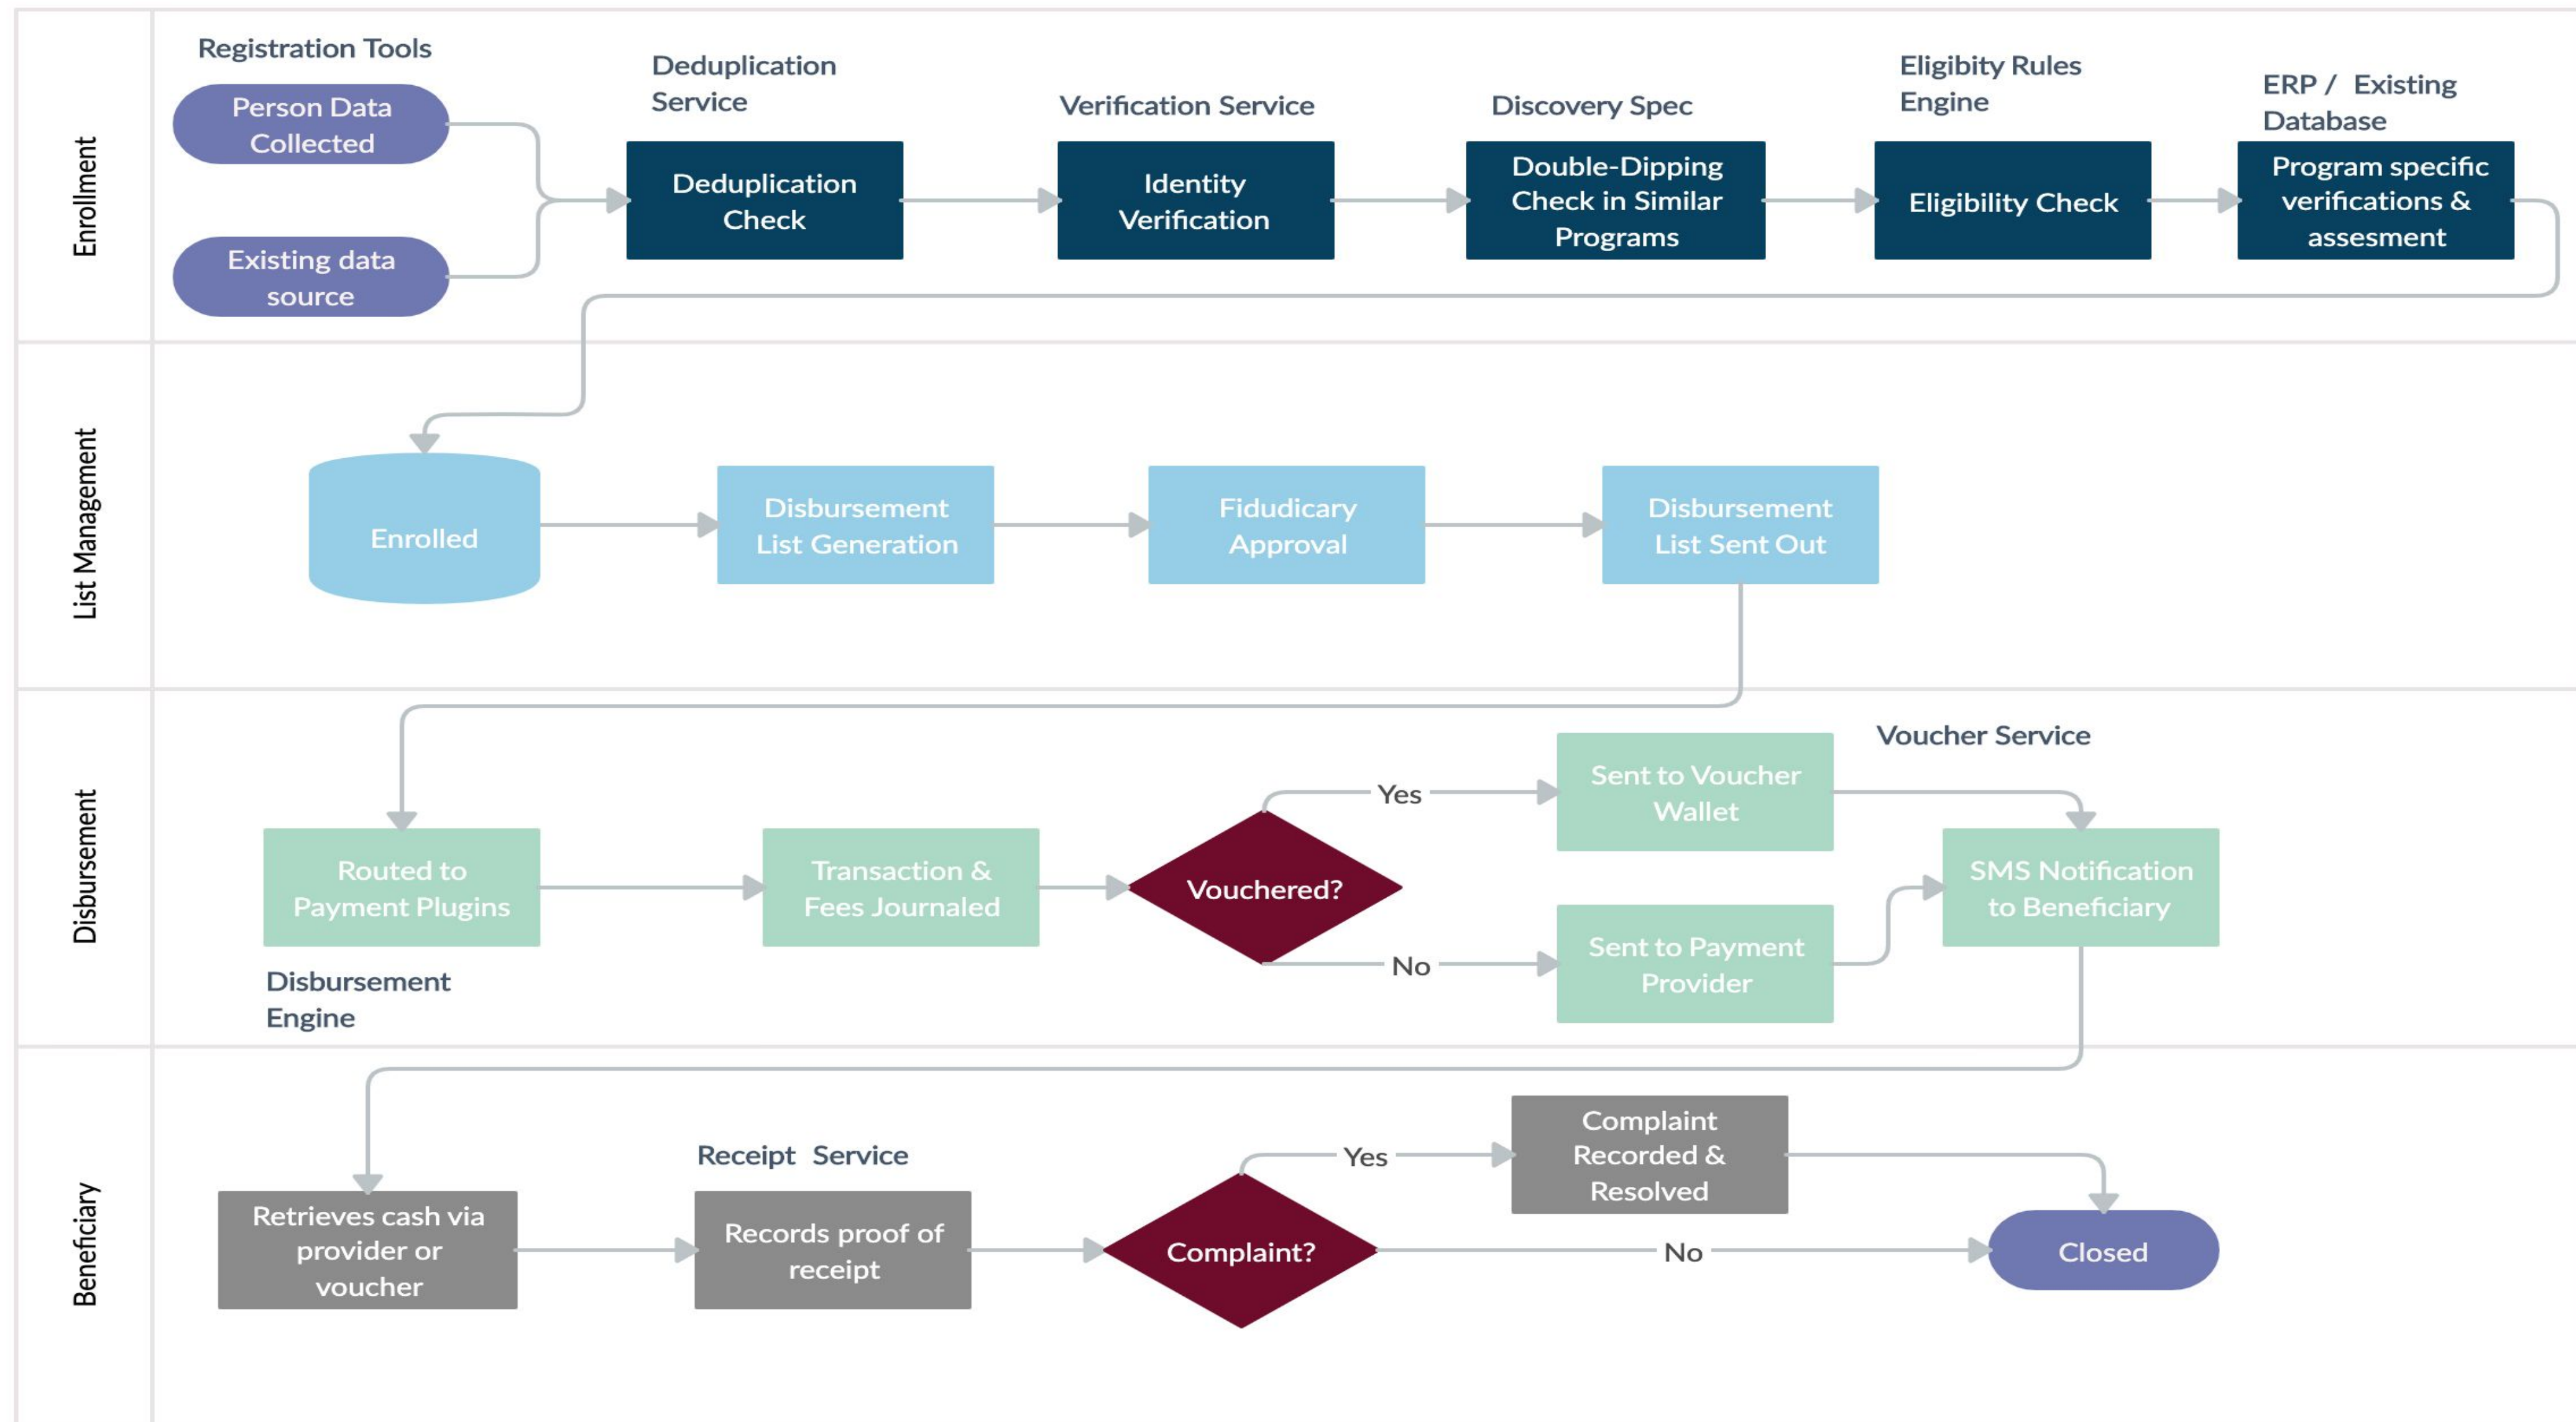 Enrollment
Registration Tools
Person Data
Collected
Existing data
source
Deduplication
Service
Deduplication
Check
Verification Service
Identity
Verification
Discovery Spec
Double-Dipping
Check in Similar
Programs
Eligibity Rules
Engine
Eligibility Check
ERP / Existing
Database
Program specific
verifications &
assesment
List Management
Enrolled
Disbursement
List Generation
Fidudicary
Approval
Disbursement
List Sent Out
Disbursement
Routed to
Payment Plugins
Disbursement
Engine
Transaction &
Fees Journaled
Vouchered?
Yes
No
Sent to Voucher
Wallet
Sent to Payment
Provider
Voucher Service
SMS Notification
to Beneficiary
Beneficiary
Retrieves cash via
provider or
voucher
Receipt Service
Records proof of
receipt
Complaint?
Yes
No
Complaint
Recorded &
Resolved
Closed